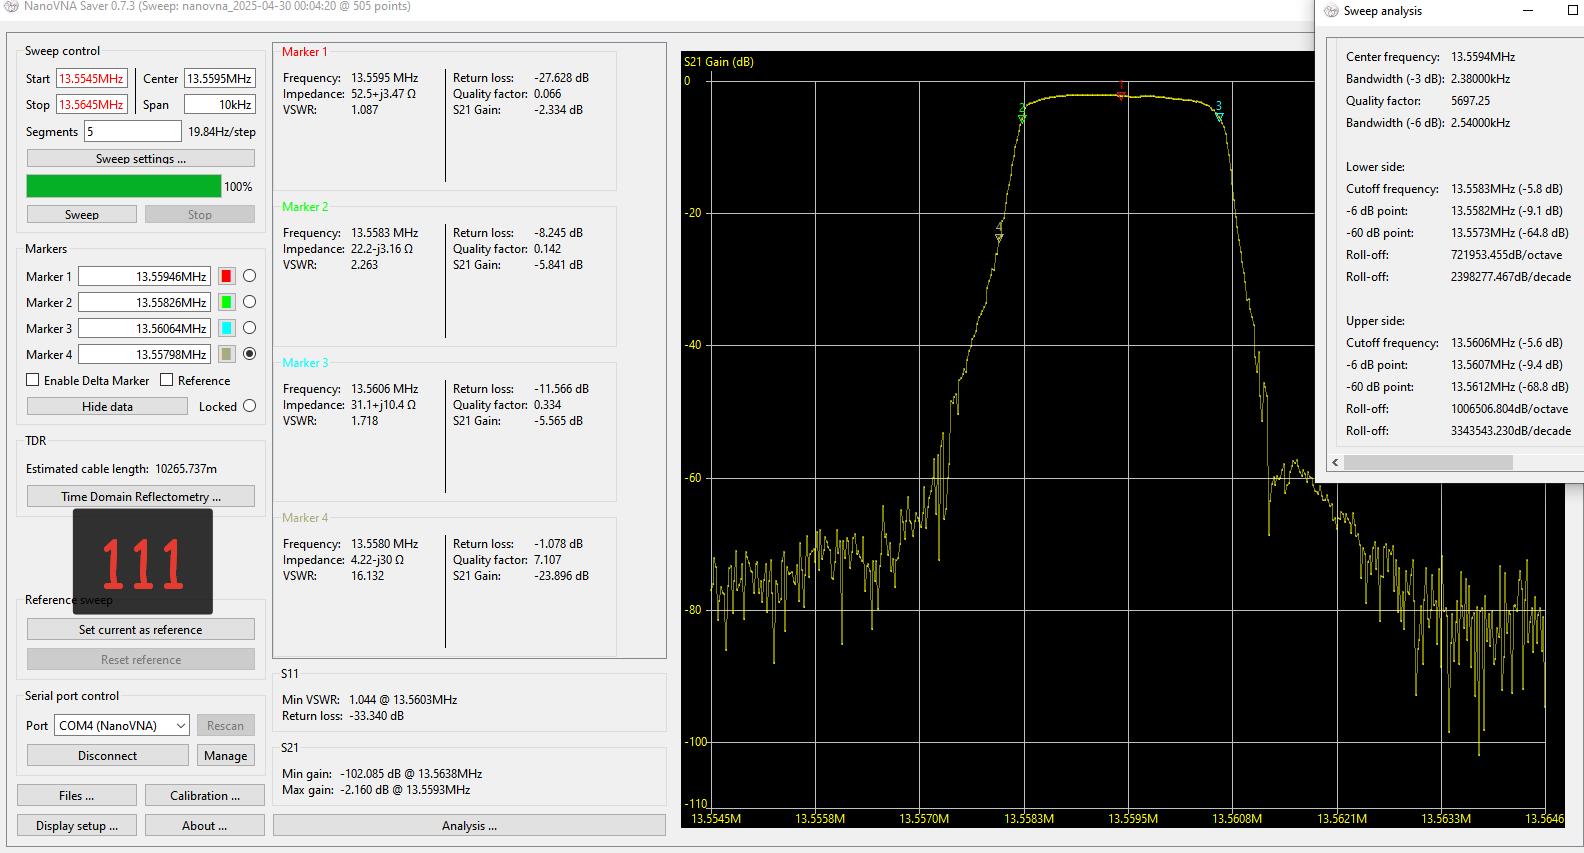 NanoVNA Saver 0.7.3 (Sweep: nanovna_2025-04-30 00:04:20 @ 505 points)
Sweep control
Start 13.5545MHz Center 13.5595MHz
Stop 13.5645MHz Span 10kHz
Segments 5 19.84Hz/step
Sweep settings ...
100%
Sweep Stop
Markers
Marker 1 13.55946MHz
Marker 2 13.55826MHz
Marker 3 13.56064MHz
Marker 4 13.55798MHz
Enable Delta Marker Reference
Hide data Locked
TDR
Estimated cable length: 10265.737m
Time Domain Reflectometry ...
111
Reference sweep
Set current as reference
Reset reference
Serial port control
Port COM4 (NanoVNA) Rescan
Disconnect Manage
Files ... Calibration ...
Display setup ... About ...
Marker 1
Frequency: 13.5595 MHz Return loss: -27.628 dB
Impedance: 52.5+j3.47 Ω Quality factor: 0.066
VSWR: 1.087 S21 Gain: -2.334 dB
Marker 2
Frequency: 13.5583 MHz Return loss: -8.245 dB
Impedance: 22.2-j3.16 Ω Quality factor: 0.142
VSWR: 2.263 S21 Gain: -5.841 dB
Marker 3
Frequency: 13.5606 MHz Return loss: -11.566 dB
Impedance: 31.1+j10.4 Ω Quality factor: 0.334
VSWR: 1.718 S21 Gain: -5.565 dB
Marker 4
Frequency: 13.5580 MHz Return loss: -1.078 dB
Impedance: 4.22-j30 Ω Quality factor: 7.107
VSWR: 16.132 S21 Gain: -23.896 dB
S11
Min VSWR: 1.044 @ 13.5603MHz
Return loss: -33.340 dB
S21
Min gain: -102.085 dB @ 13.5638MHz
Max gain: -2.160 dB @ 13.5593MHz
Analysis ...
S21 Gain (dB)
0
-20
-40
-60
-80
-100
-110
1
2
3
4
13.5545M 13.5558M 13.5570M 13.5583M 13.5595M 13.5608M 13.5621M 13.5633M 13.5646
Sweep analysis
Center frequency: 13.5594MHz
Bandwidth (-3 dB): 2.38000kHz
Quality factor: 5697.25
Bandwidth (-6 dB): 2.54000kHz
Lower side:
Cutoff frequency: 13.5583MHz (-5.8 dB)
-6 dB point: 13.5582MHz (-9.1 dB)
-60 dB point: 13.5573MHz (-64.8 dB)
Roll-off: 721953.455dB/octave
Roll-off: 2398277.467dB/decade
Upper side:
Cutoff frequency: 13.5606MHz (-5.6 dB)
-6 dB point: 13.5607MHz (-9.4 dB)
-60 dB point: 13.5612MHz (-68.8 dB)
Roll-off: 1006506.804dB/octave
Roll-off: 3343543.230dB/decade